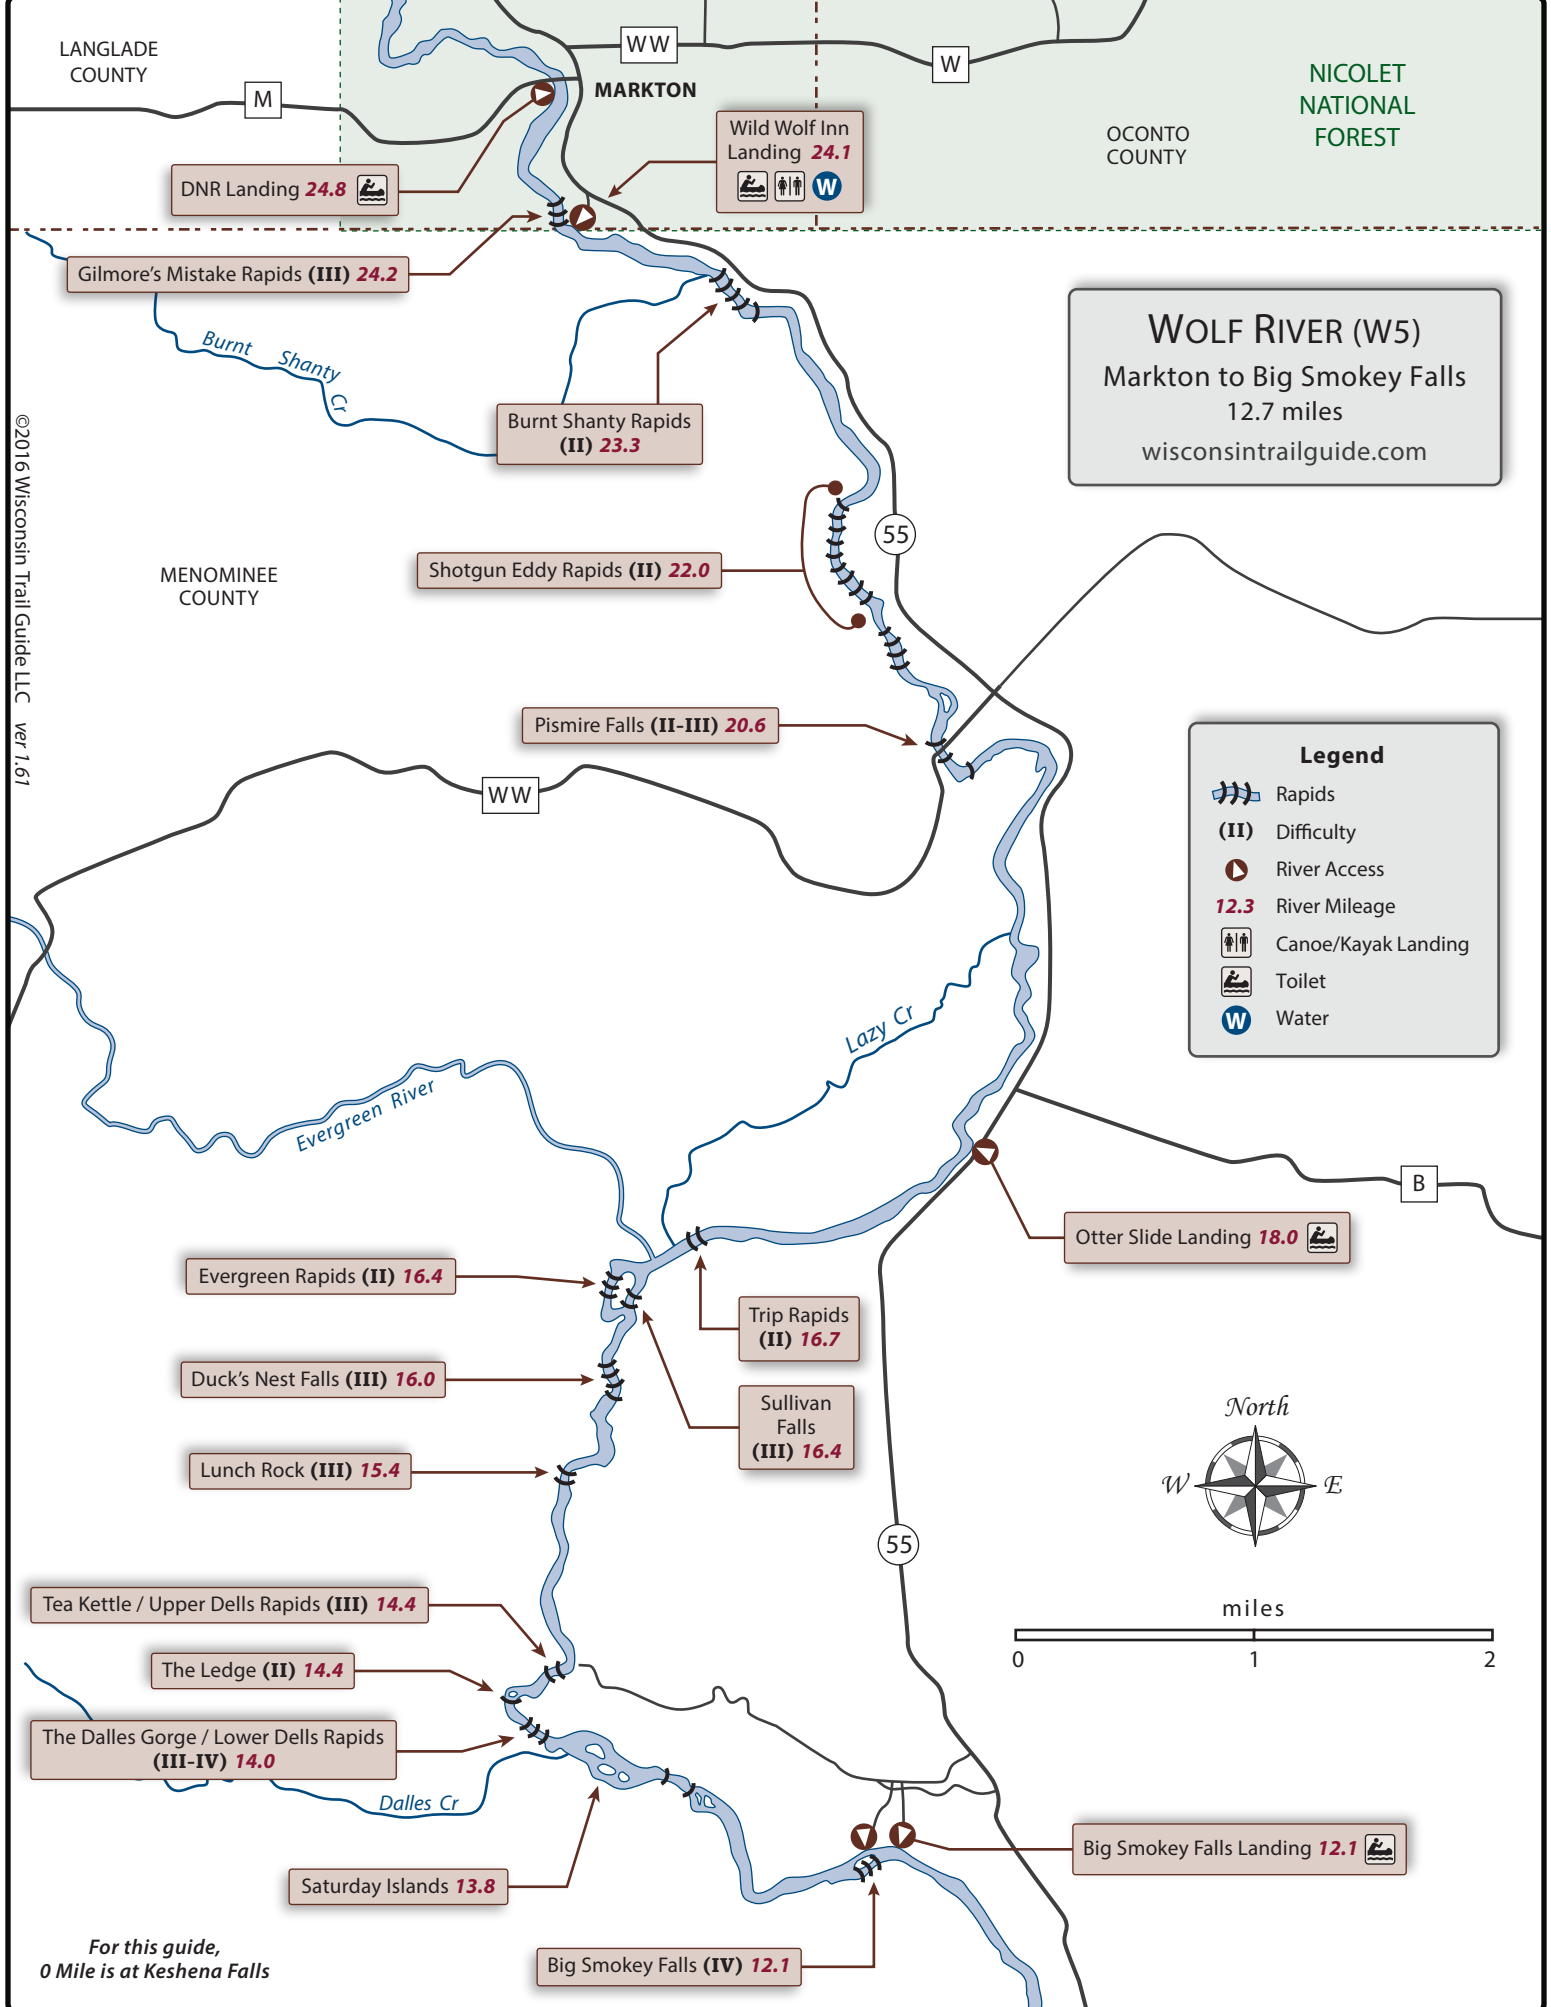 LANGLADE
COUNTY
WW
W
M
MARKTON
NICOLET
NATIONAL
FOREST
OCONTO
COUNTY
Wild Wolf Inn
Landing 24.1
W
DNR Landing 24.8
Gilmore's Mistake Rapids (III) 24.2
WOLF RIVER (W5)
Markton to Big Smokey Falls
12.7 miles
wisconsintrailguide.com
Burnt Shanty Cr
Burnt Shanty Rapids
(II) 23.3
©2016 Wisconsin Trail Guide LLC ver 1.61
55
Shotgun Eddy Rapids (II) 22.0
MENOMINEE
COUNTY
Pismire Falls (II-III) 20.6
WW
Legend
Rapids
(II) Difficulty
River Access
12.3 River Mileage
Canoe/Kayak Landing
Toilet
W Water
Lazy Cr
Evergreen River
B
Otter Slide Landing 18.0
Evergreen Rapids (II) 16.4
Trip Rapids
(II) 16.7
Duck's Nest Falls (III) 16.0
Sullivan
Falls
(III) 16.4
North
W E
Lunch Rock (III) 15.4
55
Tea Kettle / Upper Dells Rapids (III) 14.4
miles
0 1 2
The Ledge (II) 14.4
The Dalles Gorge / Lower Dells Rapids
(III-IV) 14.0
Dalles Cr
Big Smokey Falls Landing 12.1
Saturday Islands 13.8
For this guide,
0 Mile is at Keshena Falls
Big Smokey Falls (IV) 12.1